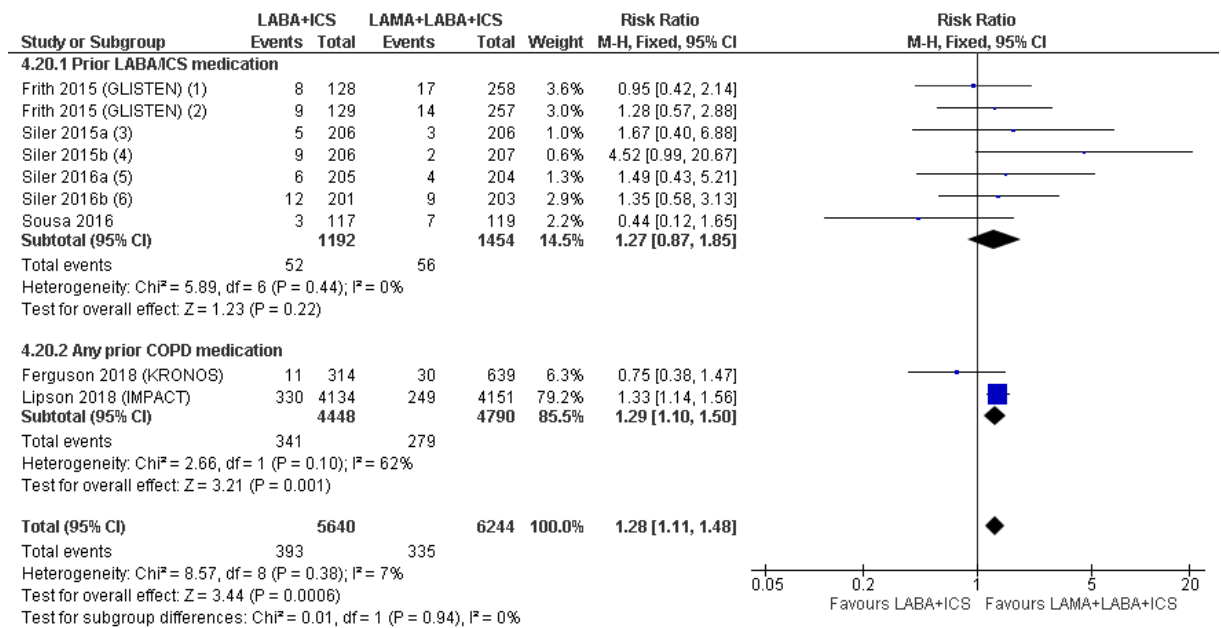 LABA+ICS LAMA+LABA+ICS Risk Ratio Risk Ratio
Study or Subgroup Events Total Events Total Weight M-H, Fixed, 95% CI M-H, Fixed, 95% CI
4.20.1 Prior LABA/ICS medication
Frith 2015 (GLISTEN) (1) 8 128 17 258 3.6% 0.95 [0.42, 2.14]
Frith 2015 (GLISTEN) (2) 9 129 14 257 3.0% 1.28 [0.57, 2.88]
Siler 2015a (3) 5 206 3 206 1.0% 1.67 [0.40, 6.88]
Siler 2015b (4) 9 206 2 207 0.6% 4.52 [0.99, 20.67]
Siler 2016a (5) 6 205 4 204 1.3% 1.49 [0.43, 5.21]
Siler 2016b (6) 12 201 9 203 2.9% 1.35 [0.58, 3.13]
Sousa 2016 3 117 7 119 2.2% 0.44 [0.12, 1.65]
Subtotal (95% CI) 1192 1454 14.5% 1.27 [0.87, 1.85]
Total events 52 56
Heterogeneity: Chi² = 5.89, df = 6 (P = 0.44); I² = 0%
Test for overall effect: Z = 1.23 (P = 0.22)
4.20.2 Any prior COPD medication
Ferguson 2018 (KRONOS) 11 314 30 639 6.3% 0.75 [0.38, 1.47]
Lipson 2018 (IMPACT) 330 4134 249 4151 79.2% 1.33 [1.14, 1.56]
Subtotal (95% CI) 4448 4790 85.5% 1.29 [1.10, 1.50]
Total events 341 279
Heterogeneity: Chi² = 2.66, df = 1 (P = 0.10); I² = 62%
Test for overall effect: Z = 3.21 (P = 0.001)
Total (95% CI) 5640 6244 100.0% 1.28 [1.11, 1.48]
Total events 393 335
Heterogeneity: Chi² = 8.57, df = 8 (P = 0.38); I² = 7%
Test for overall effect: Z = 3.44 (P = 0.0006)
Test for subgroup differences: Chi² = 0.01, df = 1 (P = 0.94), I² = 0%
0.05 0.2 1 5 20
Favours LABA+ICS Favours LAMA+LABA+ICS